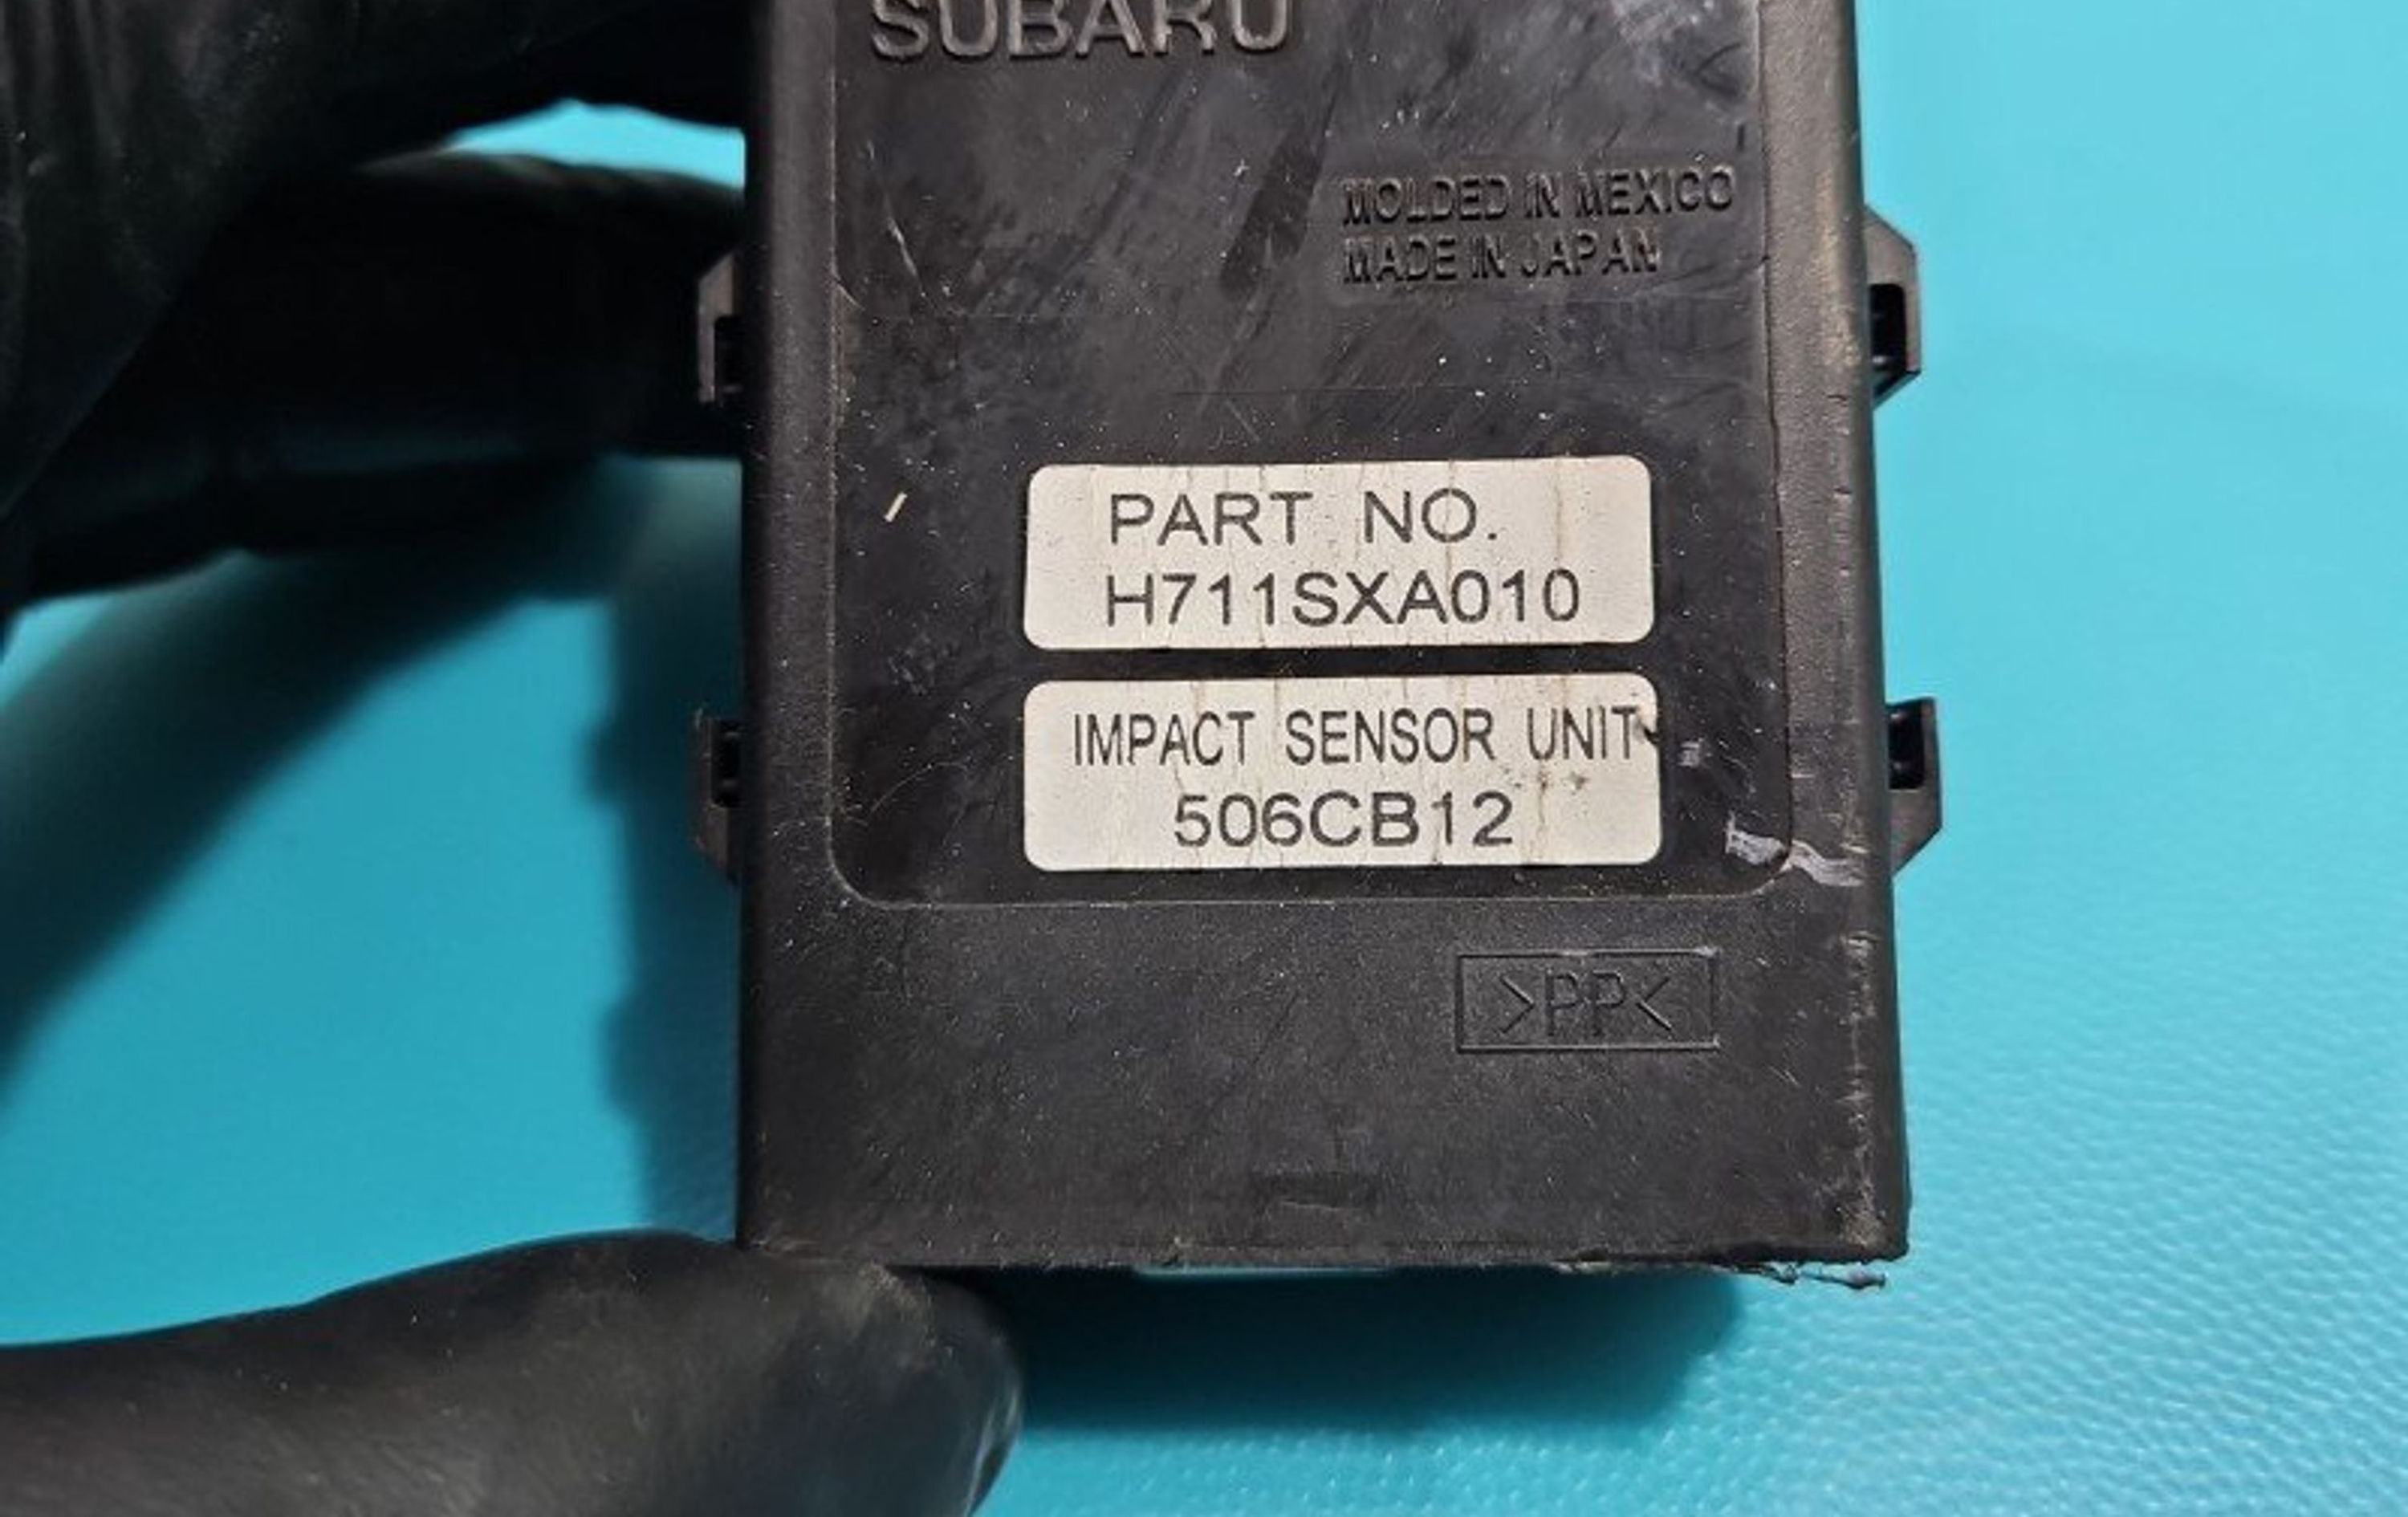 SUBARU
MOLDED IN MEXICO
MADE IN JAPAN
PART NO.
H711SXA010
IMPACT SENSOR UNIT
506CB12
>PP<